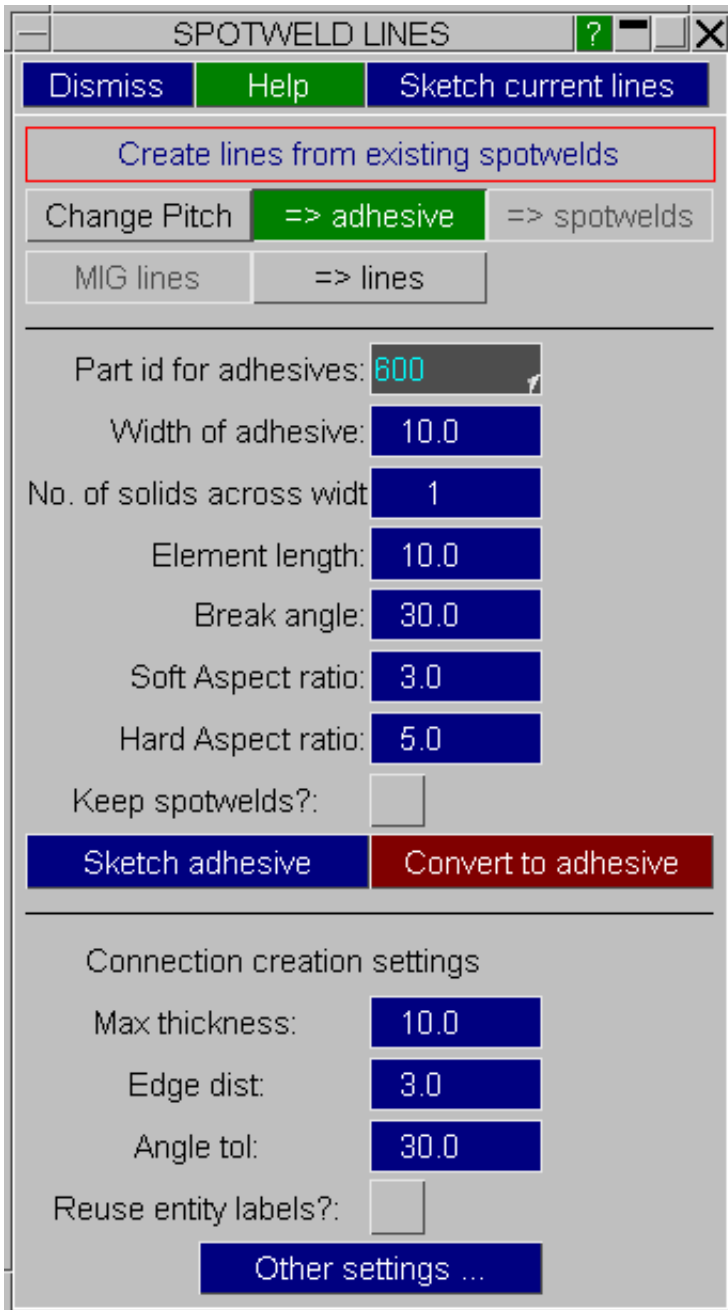 SPOTWELD LINES ?
Dismiss Help Sketch current lines
Create lines from existing spotwelds
Change Pitch => adhesive => spotwelds
MIG lines => lines
Part id for adhesives: 600
Width of adhesive: 10.0
No. of solids across widt 1
Element length: 10.0
Break angle: 30.0
Soft Aspect ratio: 3.0
Hard Aspect ratio: 5.0
Keep spotwelds?:
Sketch adhesive Convert to adhesive
Connection creation settings
Max thickness: 10.0
Edge dist: 3.0
Angle tol: 30.0
Reuse entity labels?:
Other settings ...